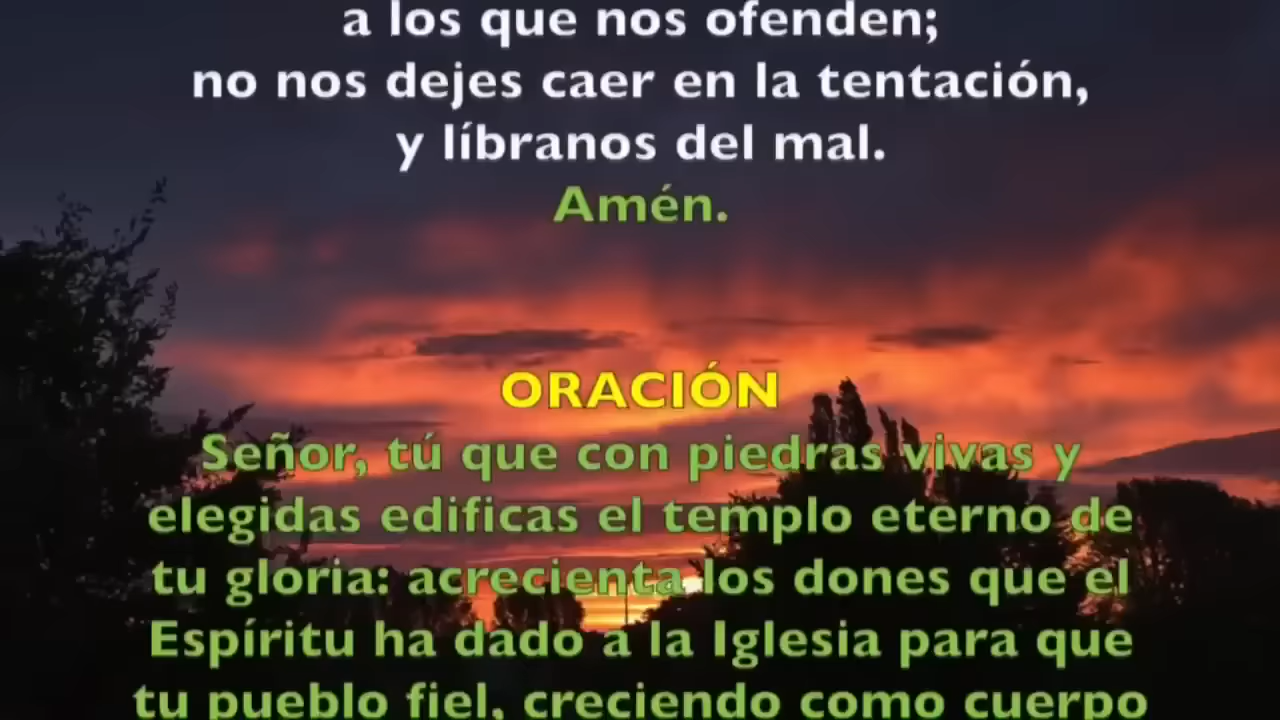 a los que nos ofenden;
no nos dejes caer en la tentación,
y líbranos del mal.
Amén.
ORACIÓN
Señor, tú que con piedras vivas y
elegidas edificas el templo eterno de
tu gloria: acrecienta los dones que el
Espíritu ha dado a la Iglesia para que
tu pueblo fiel, creciendo como cuerpo